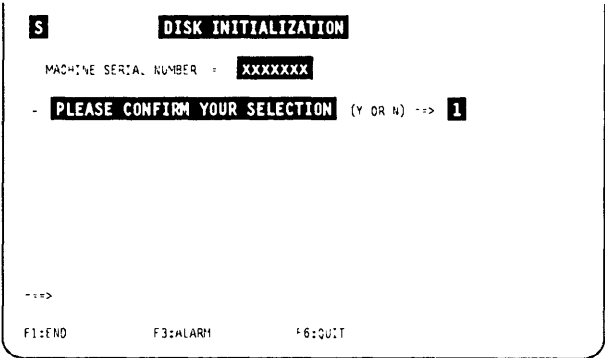 S DISK INITIALIZATION
MACHINE SERIAL NUMBER = XXXXXXX
- PLEASE CONFIRM YOUR SELECTION (Y OR N) --> 1
-==>
F1:END F3:ALARM F6:QUIT